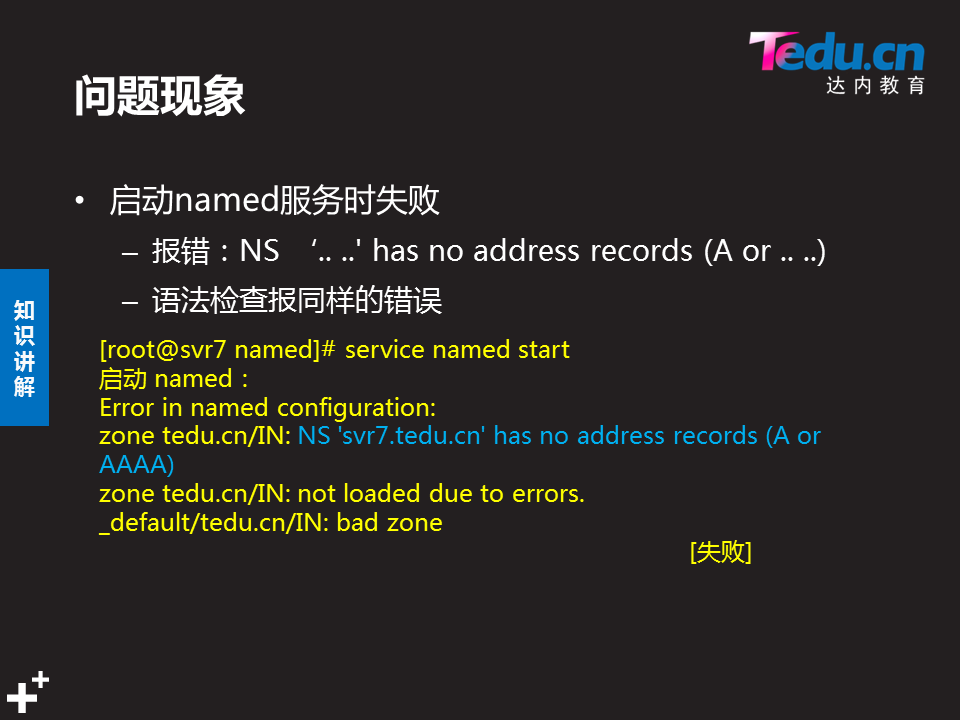 Tedu.cn
达内教育
问题现象
• 启动named服务时失败
– 报错：NS ‘.. ..' has no address records (A or .. ..)
– 语法检查报同样的错误
知识讲解
[root@svr7 named]# service named start
启动 named：
Error in named configuration:
zone tedu.cn/IN: NS 'svr7.tedu.cn' has no address records (A or
AAAA)
zone tedu.cn/IN: not loaded due to errors.
_default/tedu.cn/IN: bad zone
[失败]